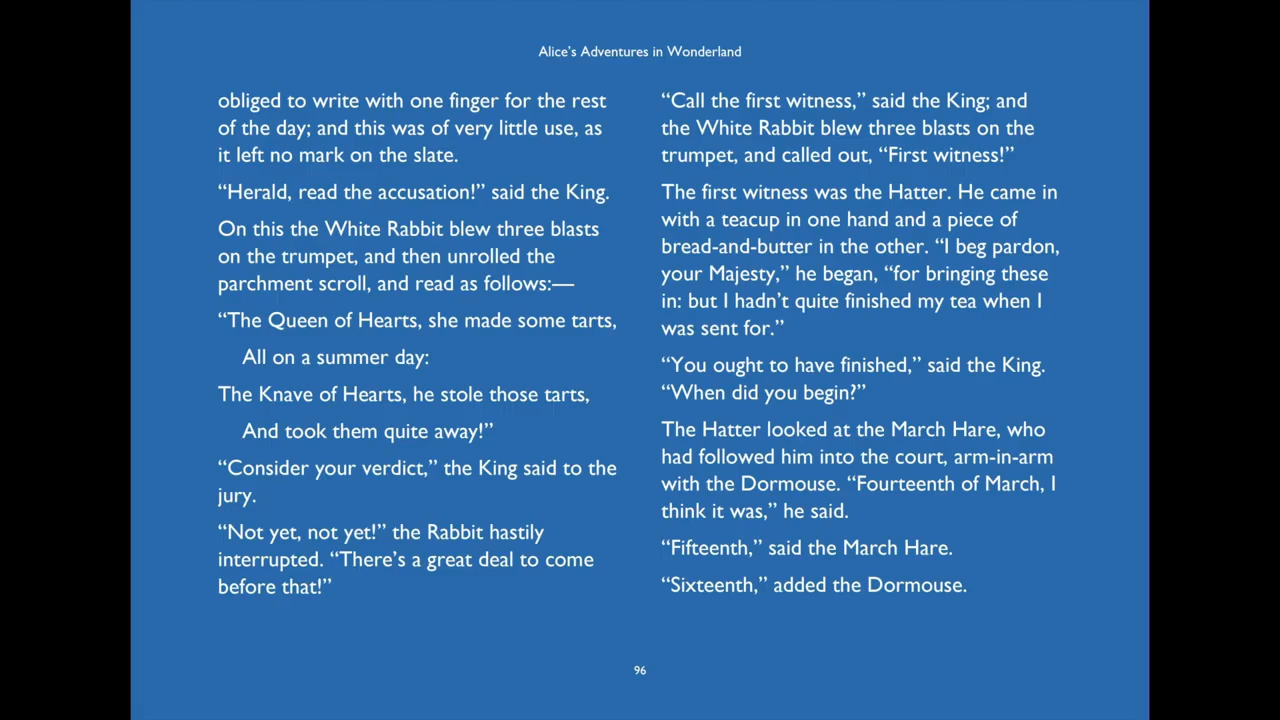 Alice’s Adventures in Wonderland
obliged to write with one finger for the rest
of the day; and this was of very little use, as
it left no mark on the slate.
“Herald, read the accusation!” said the King.
On this the White Rabbit blew three blasts
on the trumpet, and then unrolled the
parchment scroll, and read as follows:—
“The Queen of Hearts, she made some tarts,
All on a summer day:
The Knave of Hearts, he stole those tarts,
And took them quite away!”
“Consider your verdict,” the King said to the
jury.
“Not yet, not yet!” the Rabbit hastily
interrupted. “There’s a great deal to come
before that!”
“Call the first witness,” said the King; and
the White Rabbit blew three blasts on the
trumpet, and called out, “First witness!”
The first witness was the Hatter. He came in
with a teacup in one hand and a piece of
bread-and-butter in the other. “I beg pardon,
your Majesty,” he began, “for bringing these
in: but I hadn’t quite finished my tea when I
was sent for.”
“You ought to have finished,” said the King.
“When did you begin?”
The Hatter looked at the March Hare, who
had followed him into the court, arm-in-arm
with the Dormouse. “Fourteenth of March, I
think it was,” he said.
“Fifteenth,” said the March Hare.
“Sixteenth,” added the Dormouse.
96